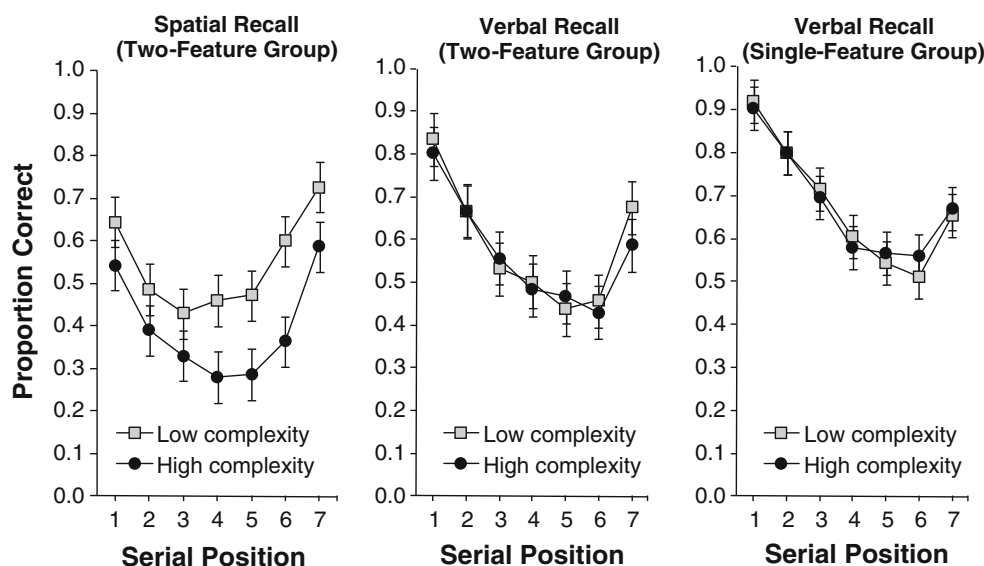 Spatial Recall
(Two-Feature Group)
Verbal Recall
(Two-Feature Group)
Verbal Recall
(Single-Feature Group)
Proportion Correct
1.0
0.9
0.8
0.7
0.6
0.5
0.4
0.3
0.2
0.1
0.0
Low complexity
High complexity
1 2 3 4 5 6 7
Serial Position
1.0
0.9
0.8
0.7
0.6
0.5
0.4
0.3
0.2
0.1
0.0
Low complexity
High complexity
1 2 3 4 5 6 7
Serial Position
1.0
0.9
0.8
0.7
0.6
0.5
0.4
0.3
0.2
0.1
0.0
Low complexity
High complexity
1 2 3 4 5 6 7
Serial Position